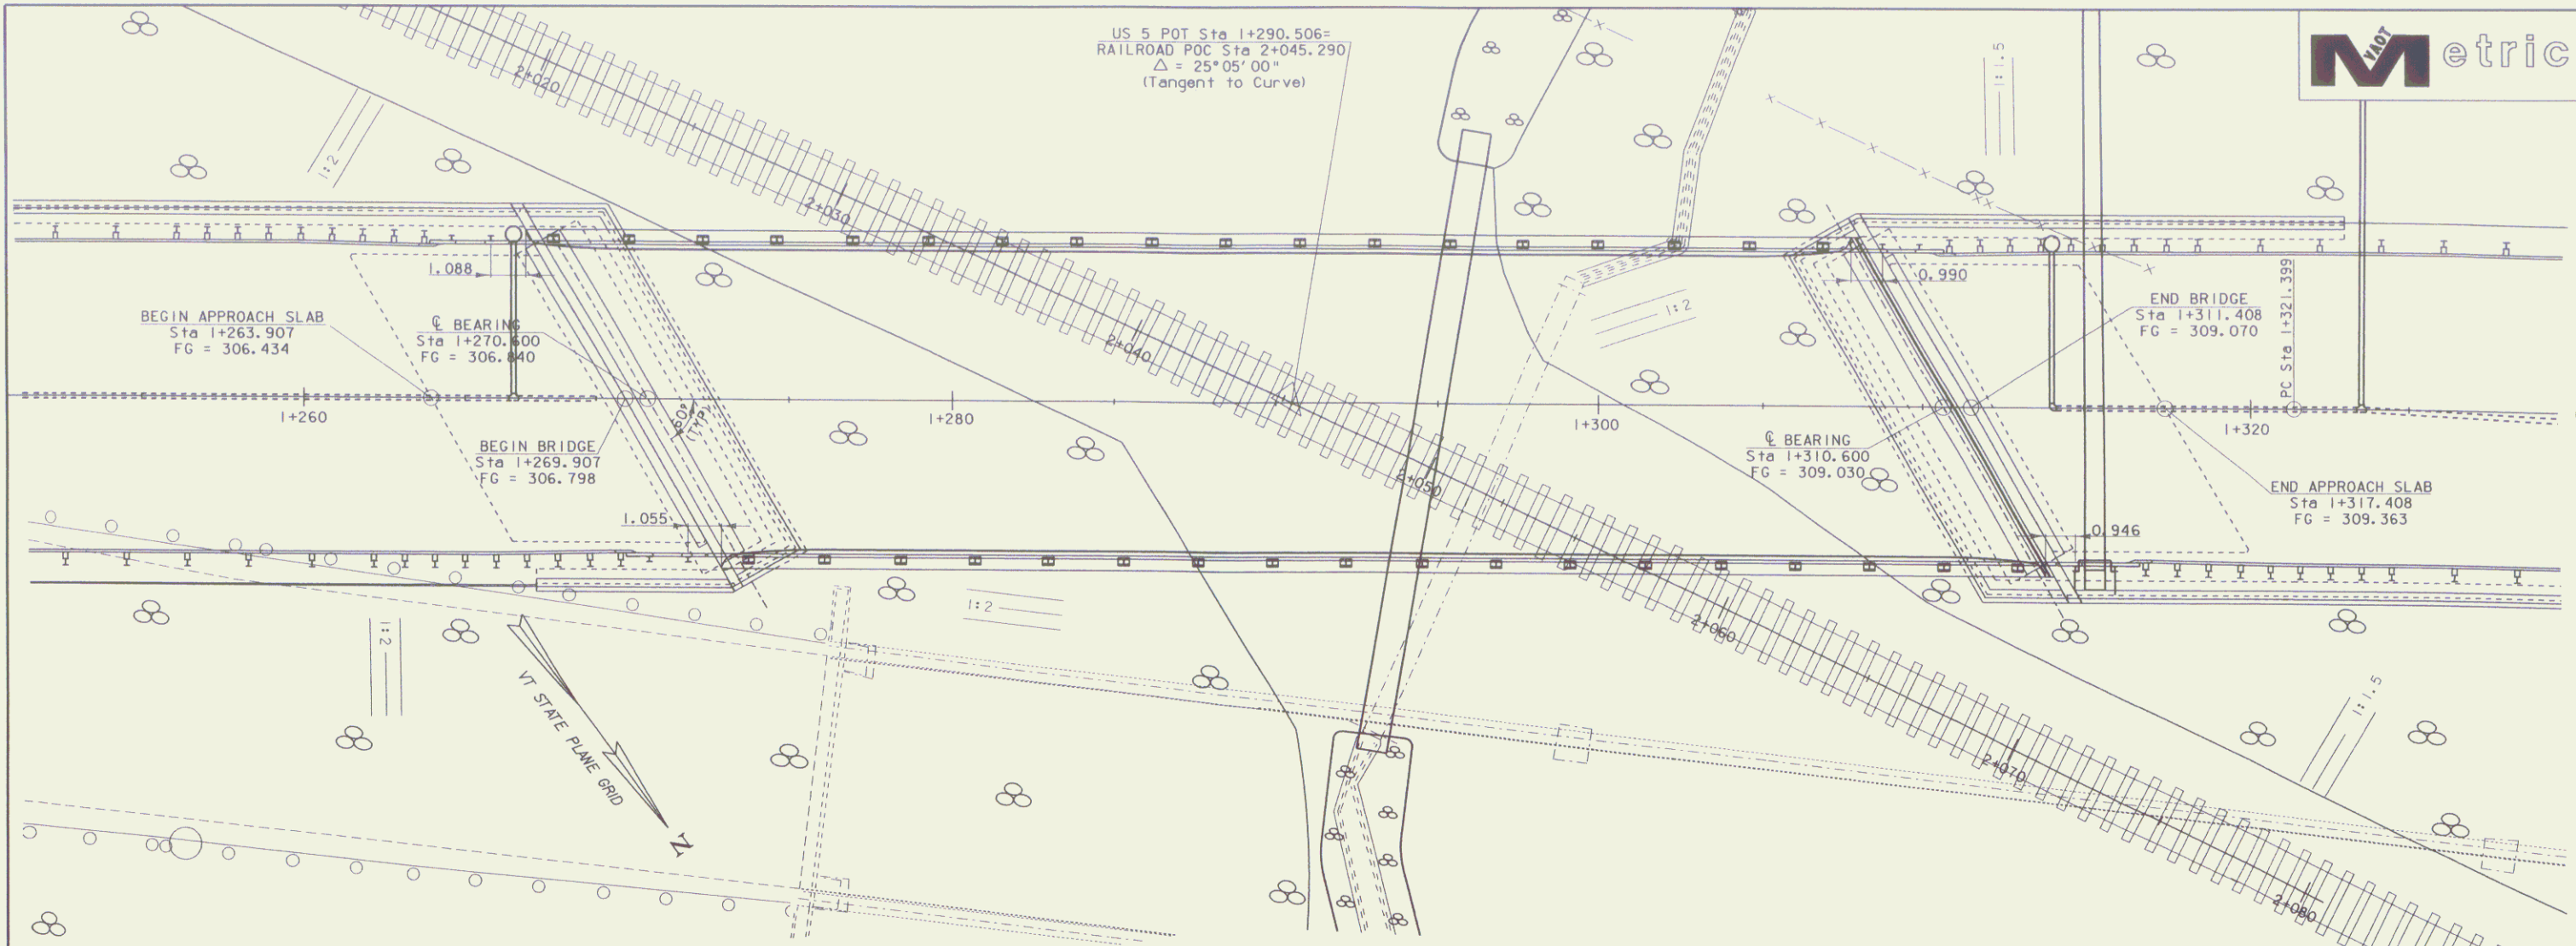 US 5 POT Sta 1+290.506=
RAILROAD POC Sta 2+045.290
△ = 25°05'00"
(Tangent to Curve)
VAOT
Metric
2+020
2+030
2+040
2+050
2+060
2+070
2+080
1:2
1:1.5
1.088
0.990
BEGIN APPROACH SLAB
Sta 1+263.907
FG = 306.434
℄ BEARING
Sta 1+270.600
FG = 306.840
END BRIDGE
Sta 1+311.408
FG = 309.070
PC Sta 1+321.399
1:2
1+260
1+280
1+300
1+320
(TYP)
BEGIN BRIDGE
Sta 1+269.907
FG = 306.798
℄ BEARING
Sta 1+310.600
FG = 309.030
END APPROACH SLAB
Sta 1+317.408
FG = 309.363
1.055
0.946
1:2
1:2
1:1.5
VT STATE PLANE GRID
N